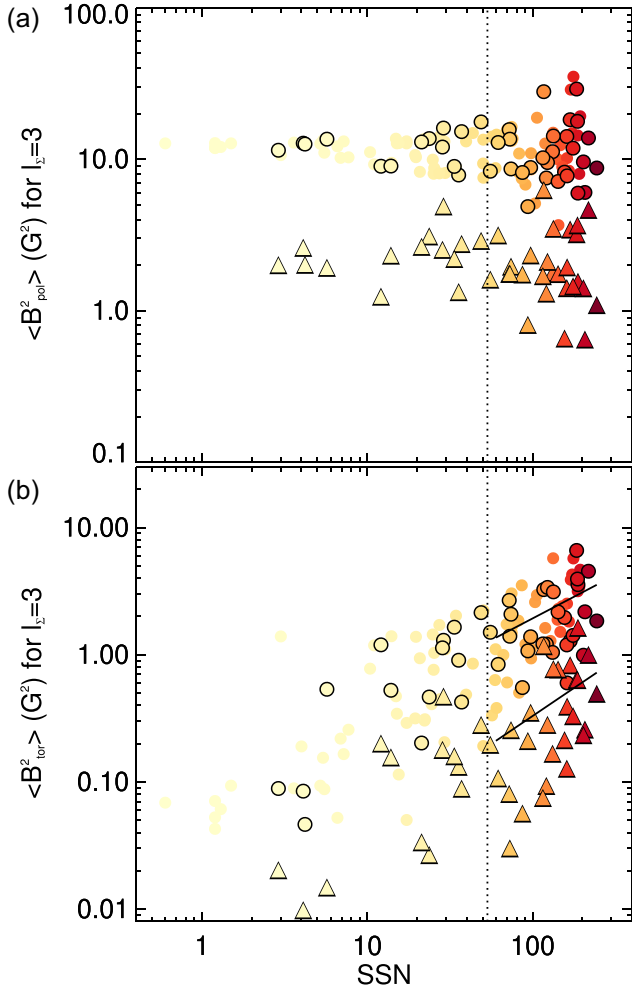 (a)
100.0
10.0
1.0
0.1
<B²pol> (G²) for lΣ=3
(b)
10.00
1.00
0.10
0.01
<B²tor> (G²) for lΣ=3
1 10 100
SSN